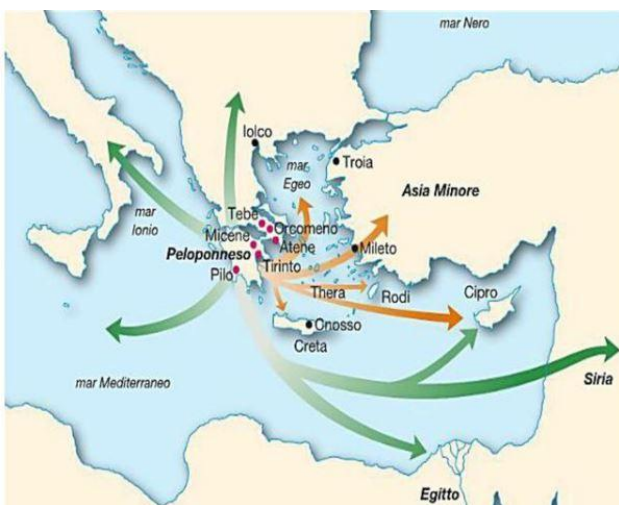 mar Nero
Iolco
Troia
mar
Egeo
Asia Minore
mar
Ionio
Tebe
Orcomeno
Micene
Atene
Peloponneso
Tirinto
Mileto
Pilo
Thera
Rodi
Cipro
Cnosso
Creta
mar Mediterraneo
Siria
Egitto